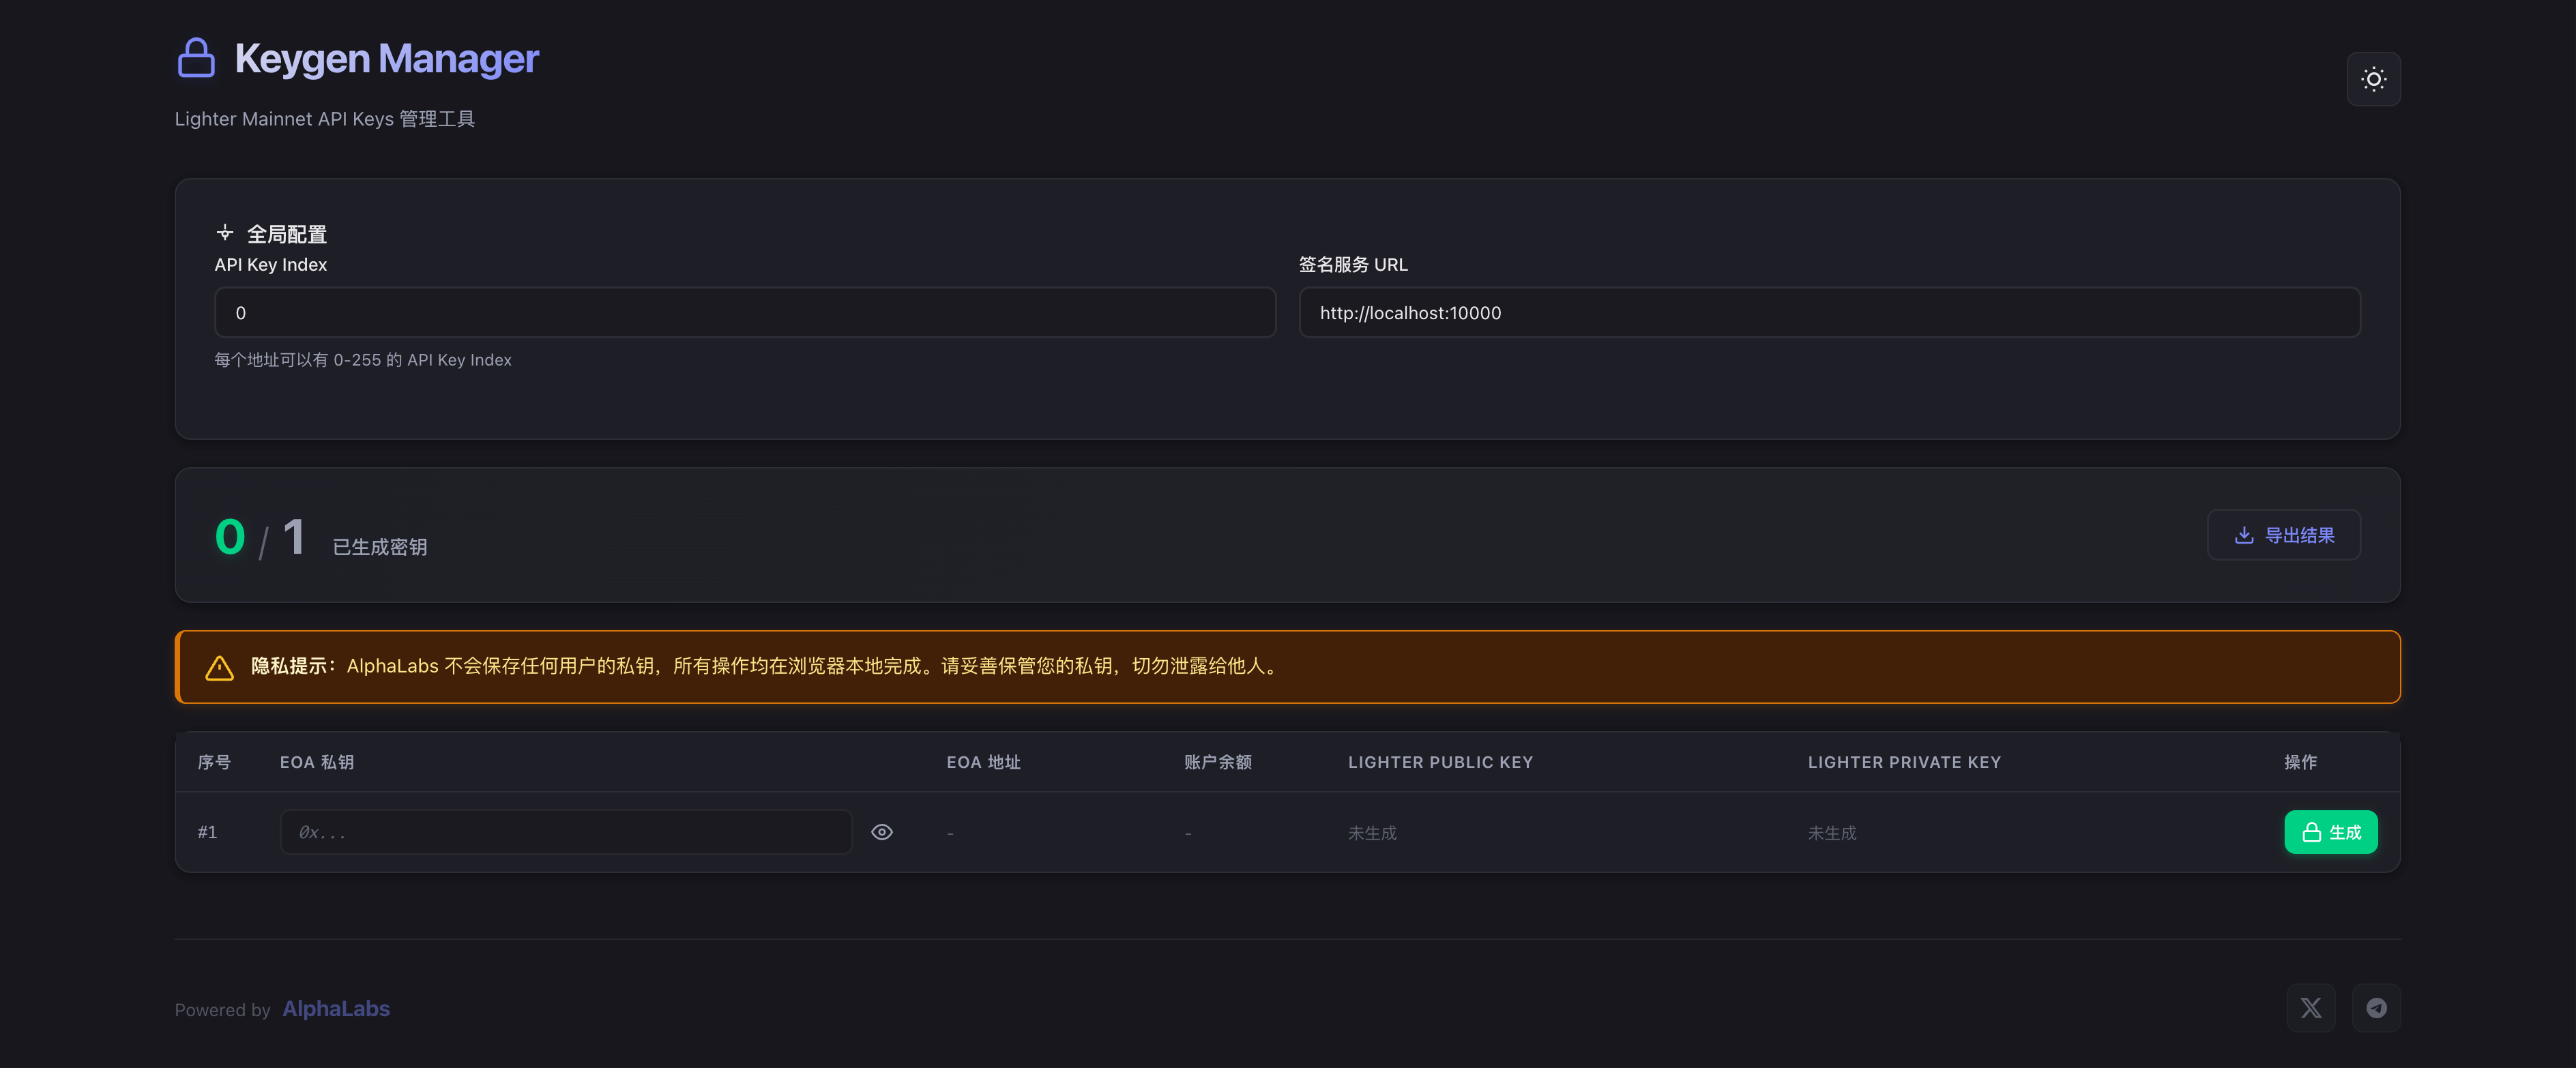 Keygen Manager
Lighter Mainnet API Keys 管理工具
全局配置
API Key Index
签名服务 URL
0
http://localhost:10000
每个地址可以有 0-255 的 API Key Index
0 / 1 已生成密钥
导出结果
隐私提示：AlphaLabs 不会保存任何用户的私钥，所有操作均在浏览器本地完成。请妥善保管您的私钥，切勿泄露给他人。
序号 EOA 私钥 EOA 地址 账户余额 LIGHTER PUBLIC KEY LIGHTER PRIVATE KEY 操作
#1 0x... - - 未生成 未生成 生成
Powered by AlphaLabs